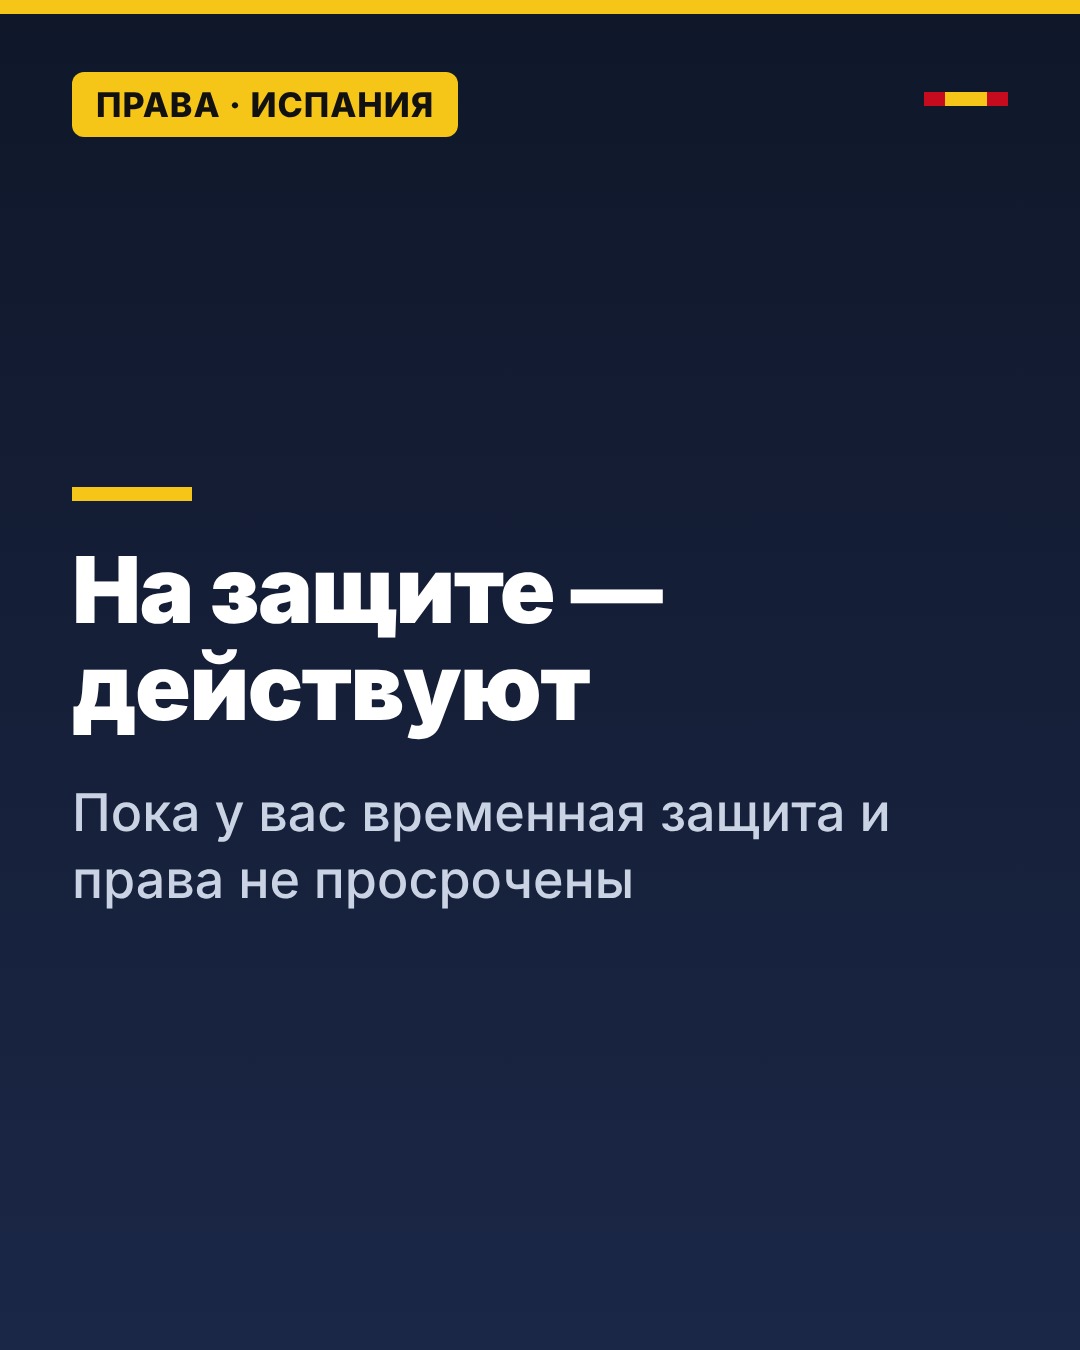 ПРАВА · ИСПАНИЯ
На защите —
действуют
Пока у вас временная защита и
права не просрочены